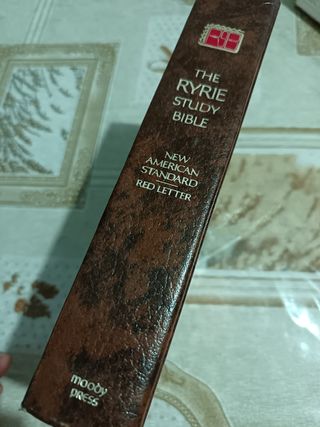 THE
RYRIE
STUDY
BIBLE
NEW
AMERICAN
STANDARD
RED LETTER
moody
PRESS